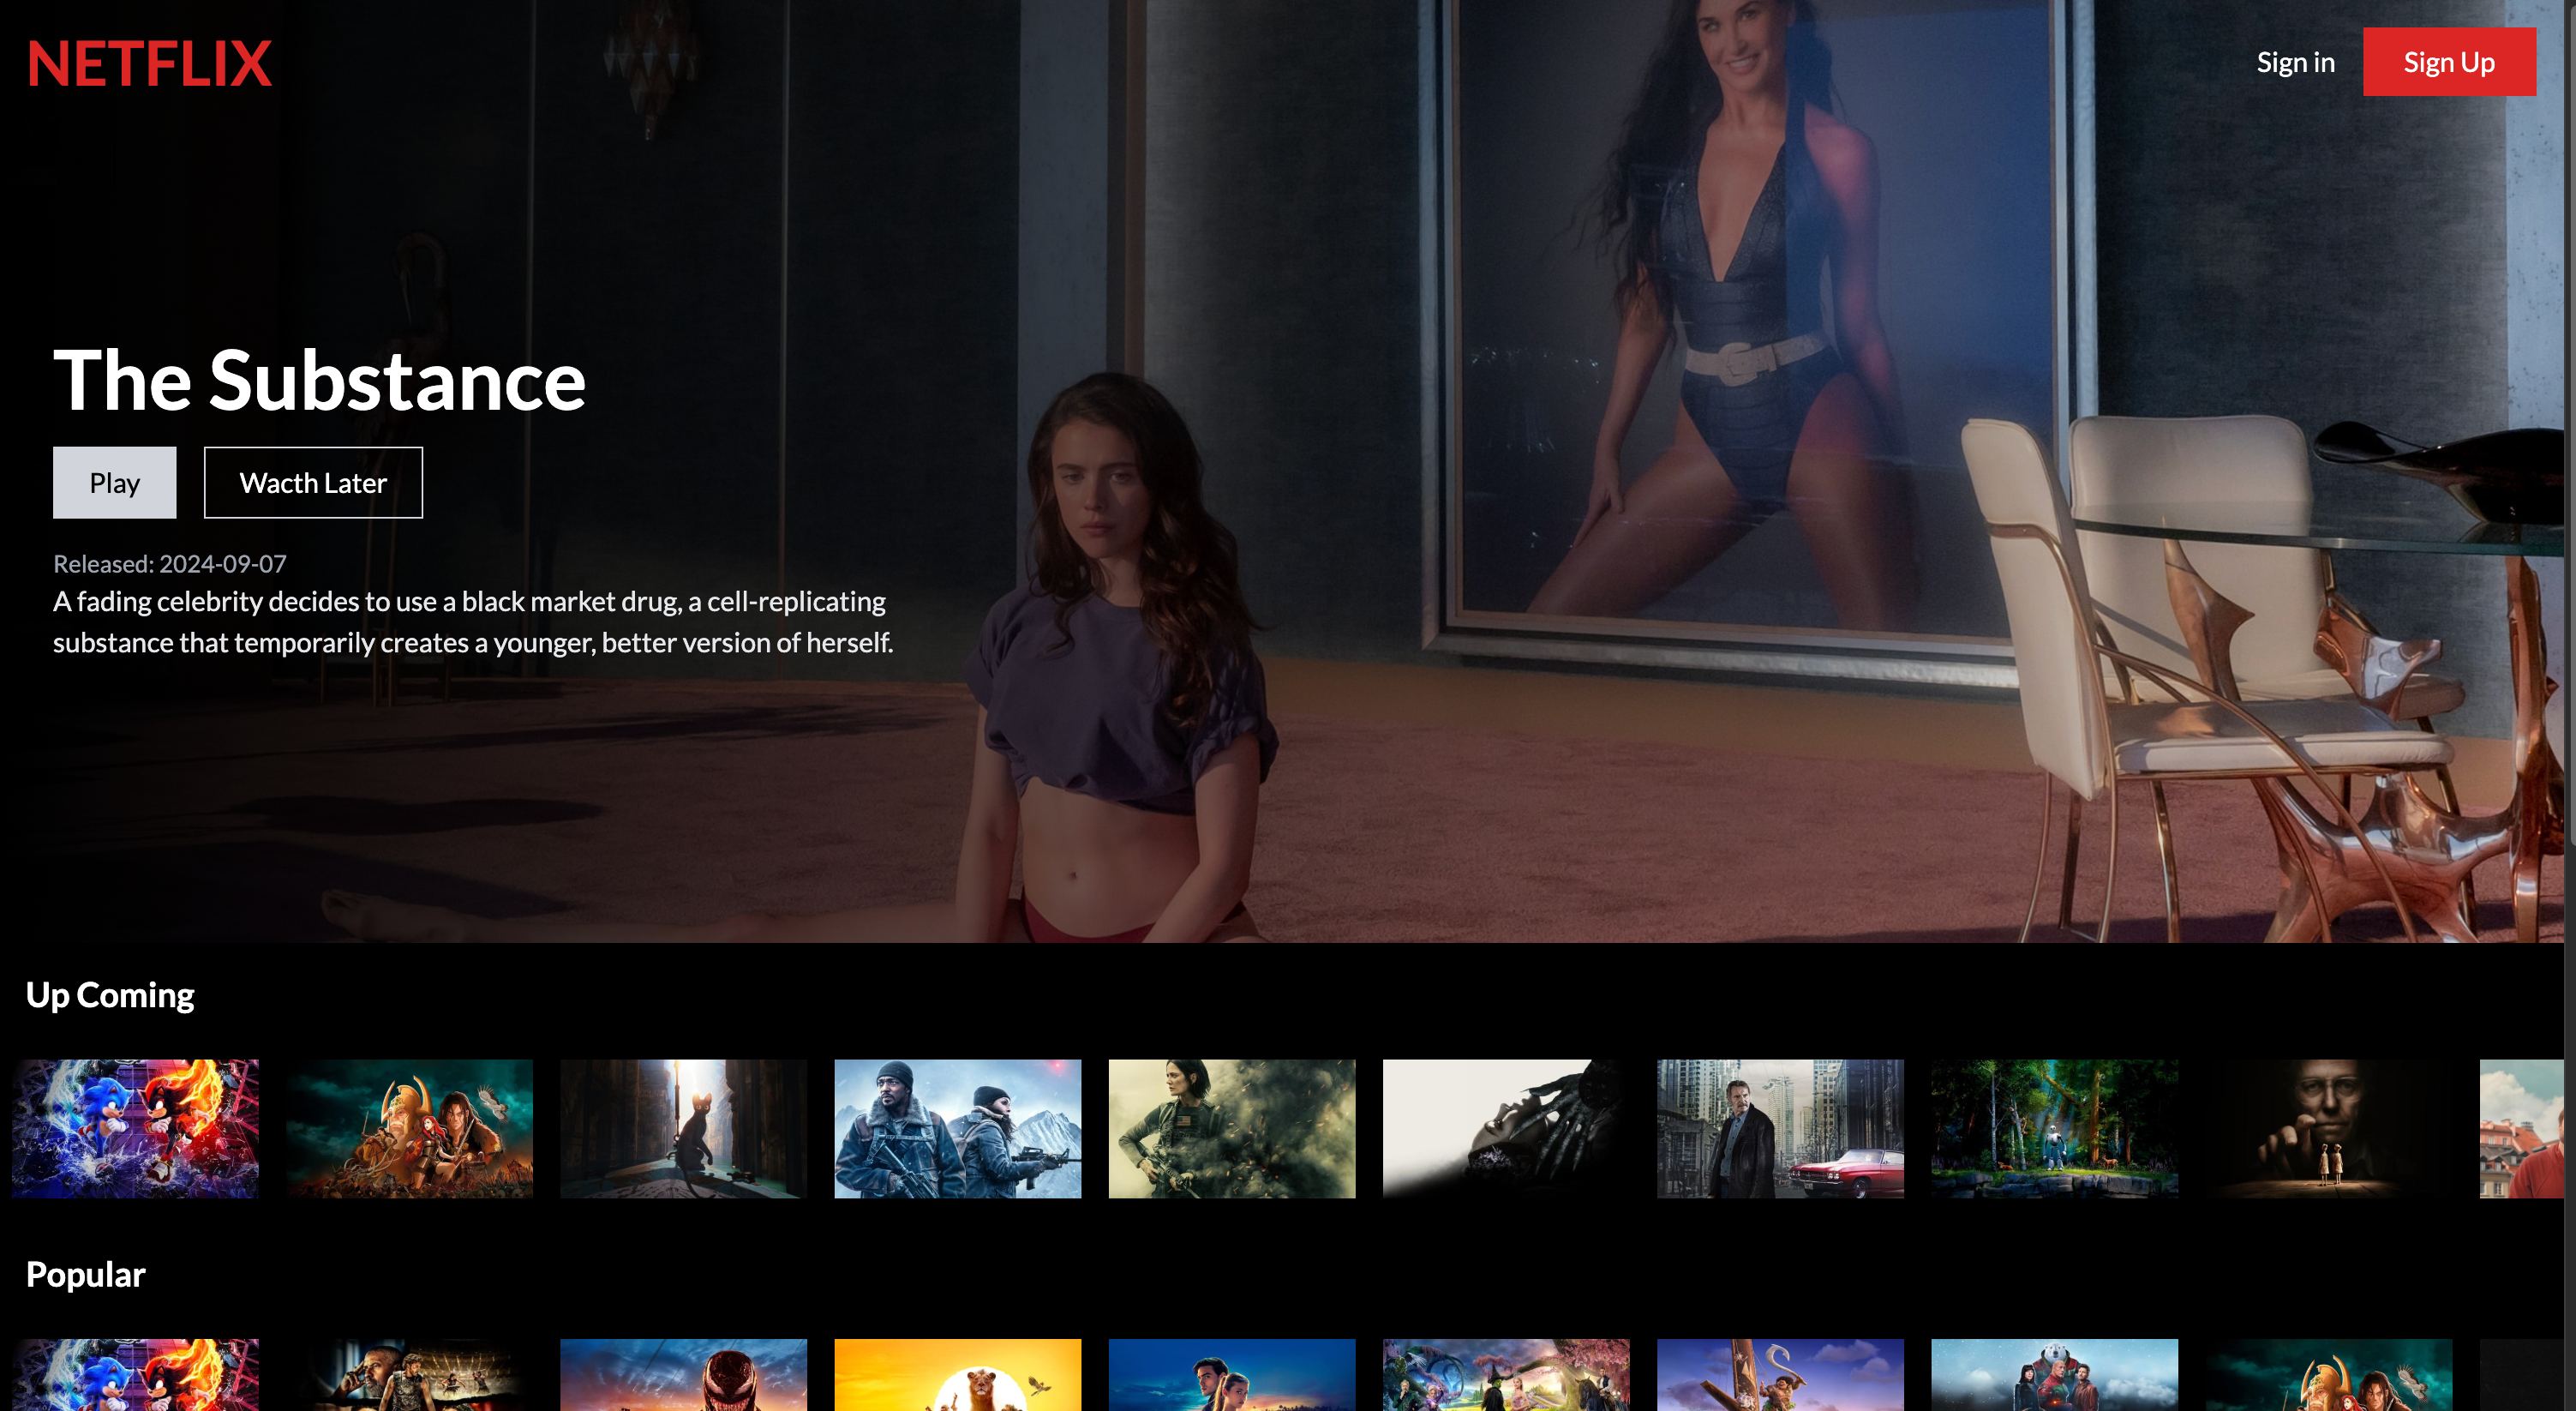 NETFLIX
Sign in
Sign Up
The Substance
Play
Wacth Later
Released: 2024-09-07
A fading celebrity decides to use a black market drug, a cell-replicating
substance that temporarily creates a younger, better version of herself.
Up Coming
Popular